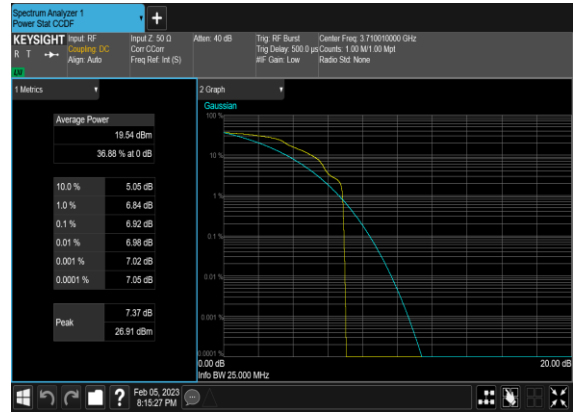 Spectrum Analyzer 1
Power Stat CCDF
KEYSIGHT
R T
LW
Input: RF
Coupling: DC
Align: Auto
Input Z: 50 Ω
Corr CCorr
Freq Ref: Int (S)
Atten: 40 dB
Trig: RF Burst
Trig Delay: 500.0 µs
#IF Gain: Low
Center Freq: 3.710010000 GHz
Counts: 1.00 M/1.00 Mpt
Radio Std: None
1 Metrics
Average Power
19.54 dBm
36.88 % at 0 dB
10.0 % 5.05 dB
1.0 % 6.84 dB
0.1 % 6.92 dB
0.01 % 6.98 dB
0.001 % 7.02 dB
0.0001 % 7.05 dB
Peak 7.37 dB
26.91 dBm
2 Graph
Gaussian
100 %
10 %
1 %
0.1 %
0.01 %
0.001 %
0.0001 %
0.00 dB 20.00 dB
Info BW 25.000 MHz
?
Feb 05, 2023
8:15:27 PM